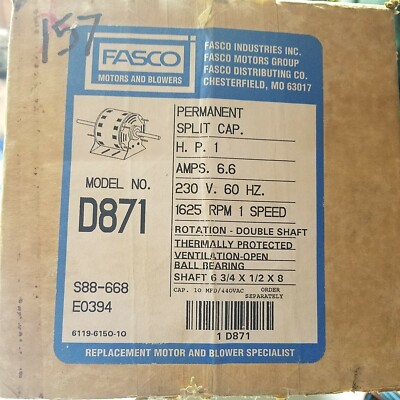 157
FASCO
MOTORS AND BLOWERS
FASCO INDUSTRIES INC.
FASCO MOTORS GROUP
FASCO DISTRIBUTING CO.
CHESTERFIELD, MO 63017
MODEL NO.
D871
S88-668
E0394
6119-6150-10
PERMANENT
SPLIT CAP.
H. P. 1
AMPS. 6.6
230 V. 60 HZ.
1625 RPM 1 SPEED
ROTATION - DOUBLE SHAFT
THERMALLY PROTECTED
VENTILATION-OPEN
BALL BEARING
SHAFT 6 3/4 X 1/2 X 8
CAP. 10 MFD/440VAC ORDER
SEPARATELY
1 D871
REPLACEMENT MOTOR AND BLOWER SPECIALIST